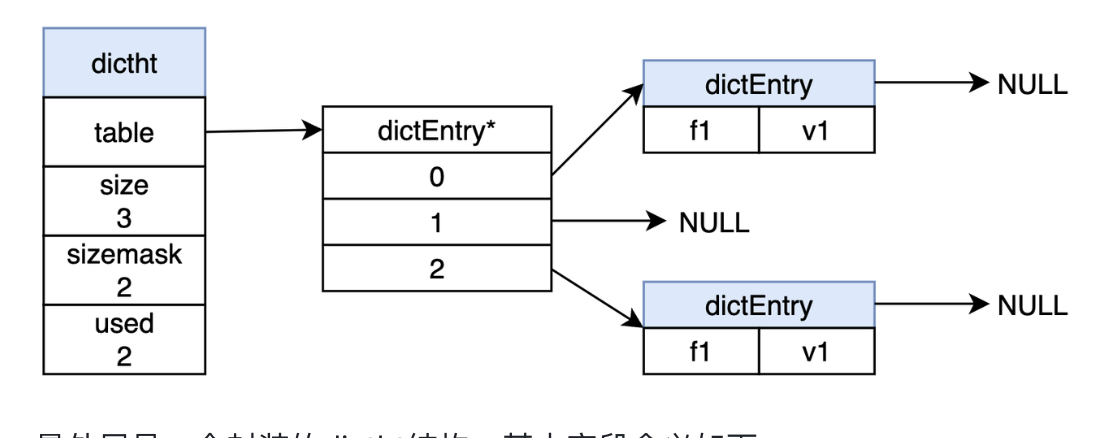 dictht
table
size
3
sizemask
2
used
2
dictEntry*
0
1
2
dictEntry
f1 v1
NULL
NULL
dictEntry
f1 v1
NULL